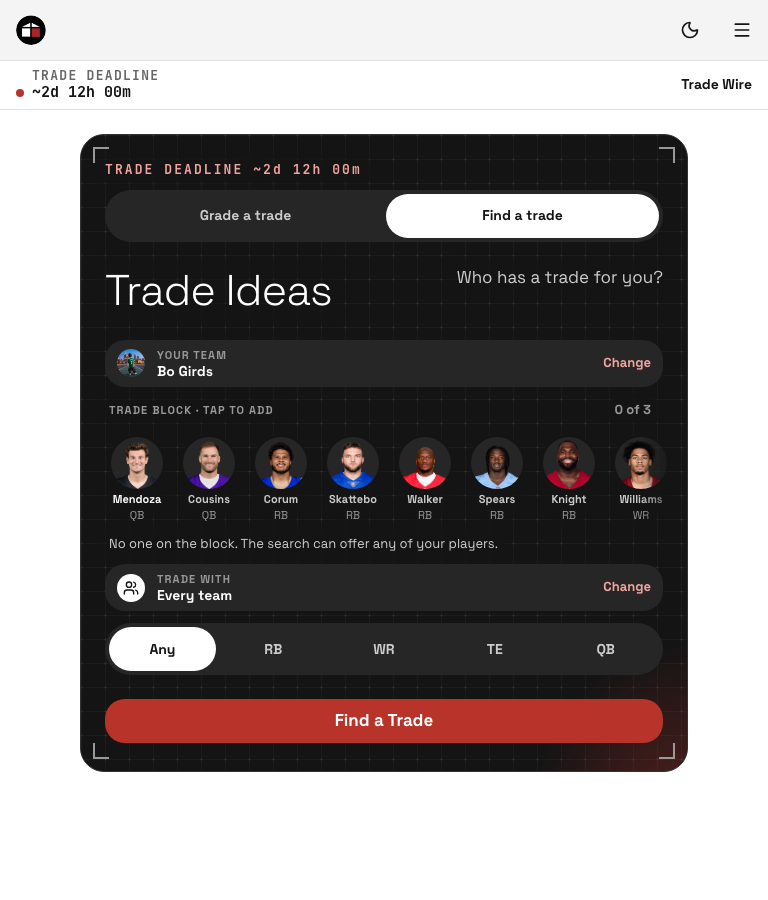 TRADE DEADLINE
~2d 12h 00m
Trade Wire
TRADE DEADLINE ~2d 12h 00m
Grade a trade
Find a trade
Trade Ideas
Who has a trade for you?
YOUR TEAM
Bo Girds
Change
TRADE BLOCK · TAP TO ADD
0 of 3
Mendoza
QB
Cousins
QB
Corum
RB
Skattebo
RB
Walker
RB
Spears
RB
Knight
RB
Williams
WR
No one on the block. The search can offer any of your players.
TRADE WITH
Every team
Change
Any
RB
WR
TE
QB
Find a Trade